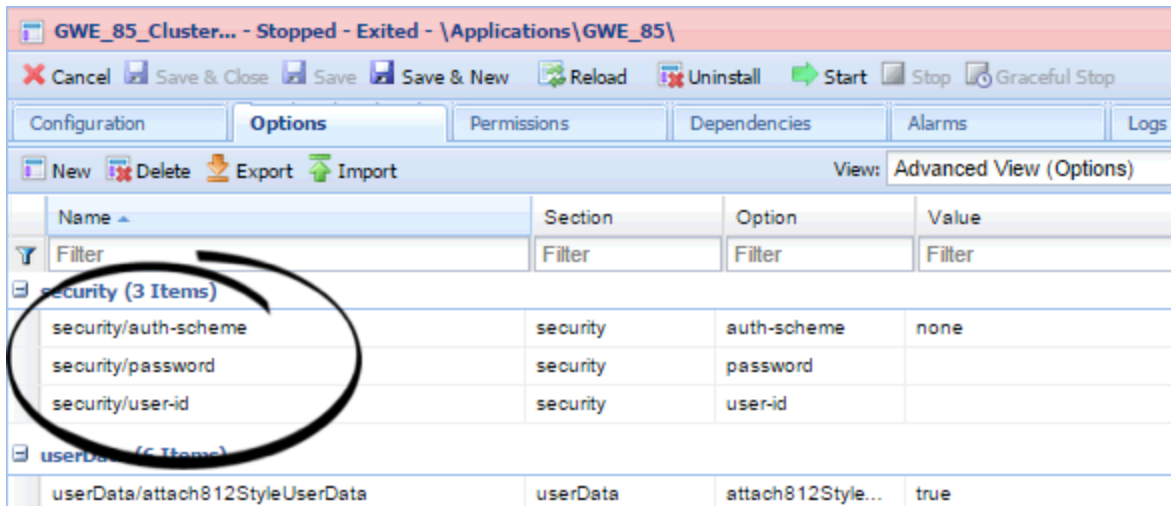 GWE_85_Cluster... - Stopped - Exited - \Applications\GWE_85\
Cancel Save & Close Save Save & New Reload Uninstall Start Stop Graceful Stop
Configuration Options Permissions Dependencies Alarms Logs
New Delete Export Import View: Advanced View (Options)
Name Section Option Value
Filter Filter Filter Filter
security (3 Items)
security/auth-scheme security auth-scheme none
security/password security password
security/user-id security user-id
userData (6 Items)
userData/attach812StyleUserData userData attach812Style... true